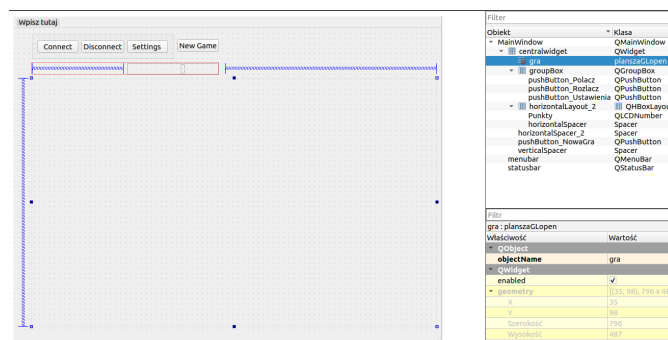 Wpisz tutaj
Connect Disconnect Settings New Game
Filter
Obiekt Klasa
MainWindow QMainWindow
centralwidget QWidget
gra planszaGLopen
groupBox QGroupBox
pushButton_Polacz QPushButton
pushButton_Rozlacz QPushButton
pushButton_Ustawienia QPushButton
horizontalLayout_2 QHBoxLayou
Punkty QLCDNumber
horizontalSpacer Spacer
horizontalSpacer_2 Spacer
pushButton_NowaGra QPushButton
verticalSpacer Spacer
menubar QMenuBar
statusbar QStatusBar
Filtr
gra : planszaGLopen
Właściwość Wartość
QObject
objectName gra
QWidget
enabled
geometry [(35, 98), 796 x 48
X 35
Y 98
Szerokość 796
Wysokość 487